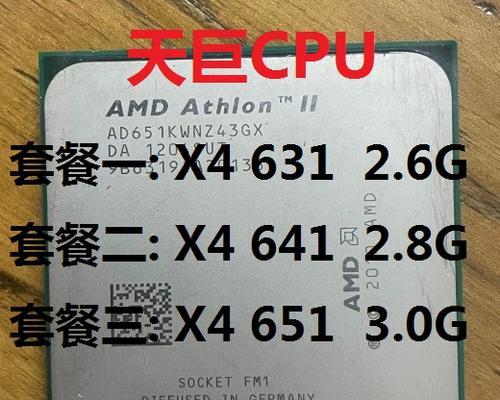 天巨CPU
AMD Athlon™ II
AD651KWNZ43GX
套餐一: X4 631 2.6G
套餐二: X4 641 2.8G
AMD
套餐三: X4 651 3.0G
SOCKET FM1
DIFFUSED IN GERMANY